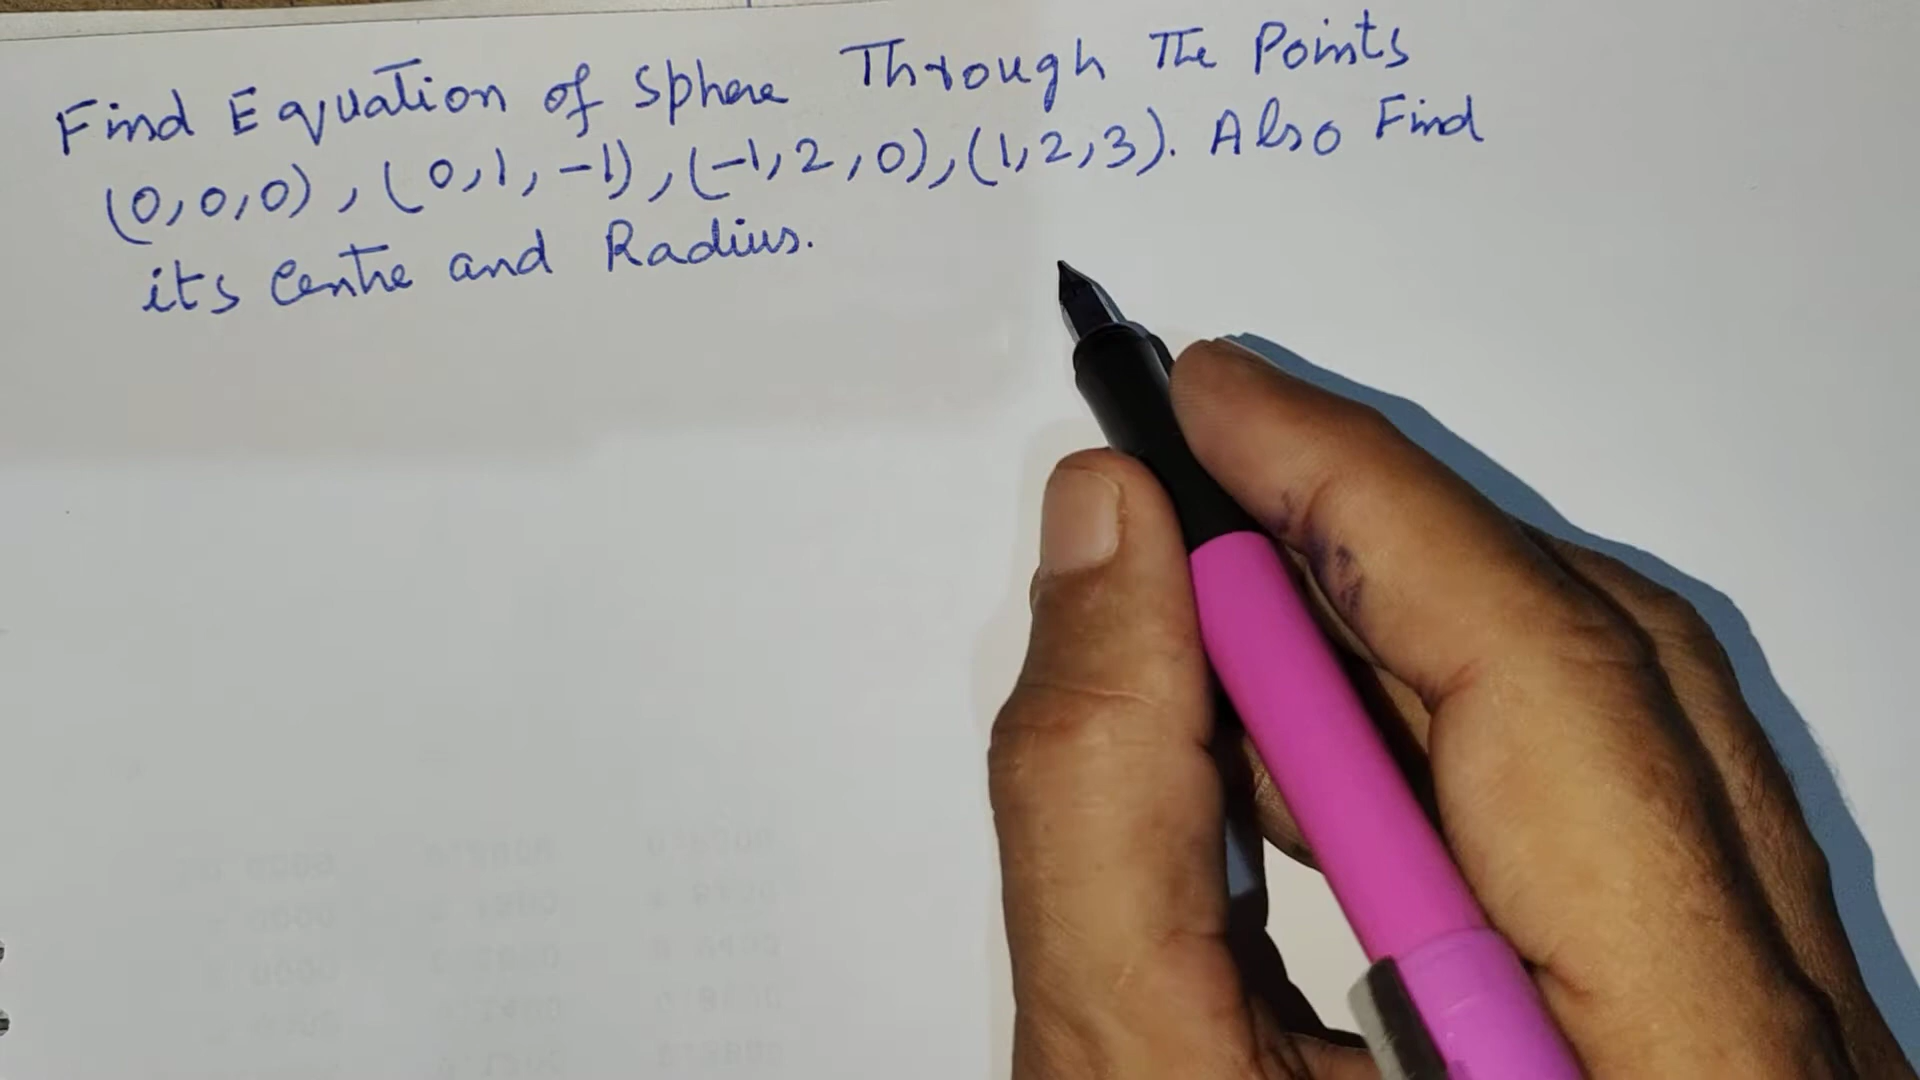 Find Equation of Sphere Through The Points
(0,0,0), (0,1,-1), (-1,2,0), (1,2,3). Also Find
its Centre and Radius.